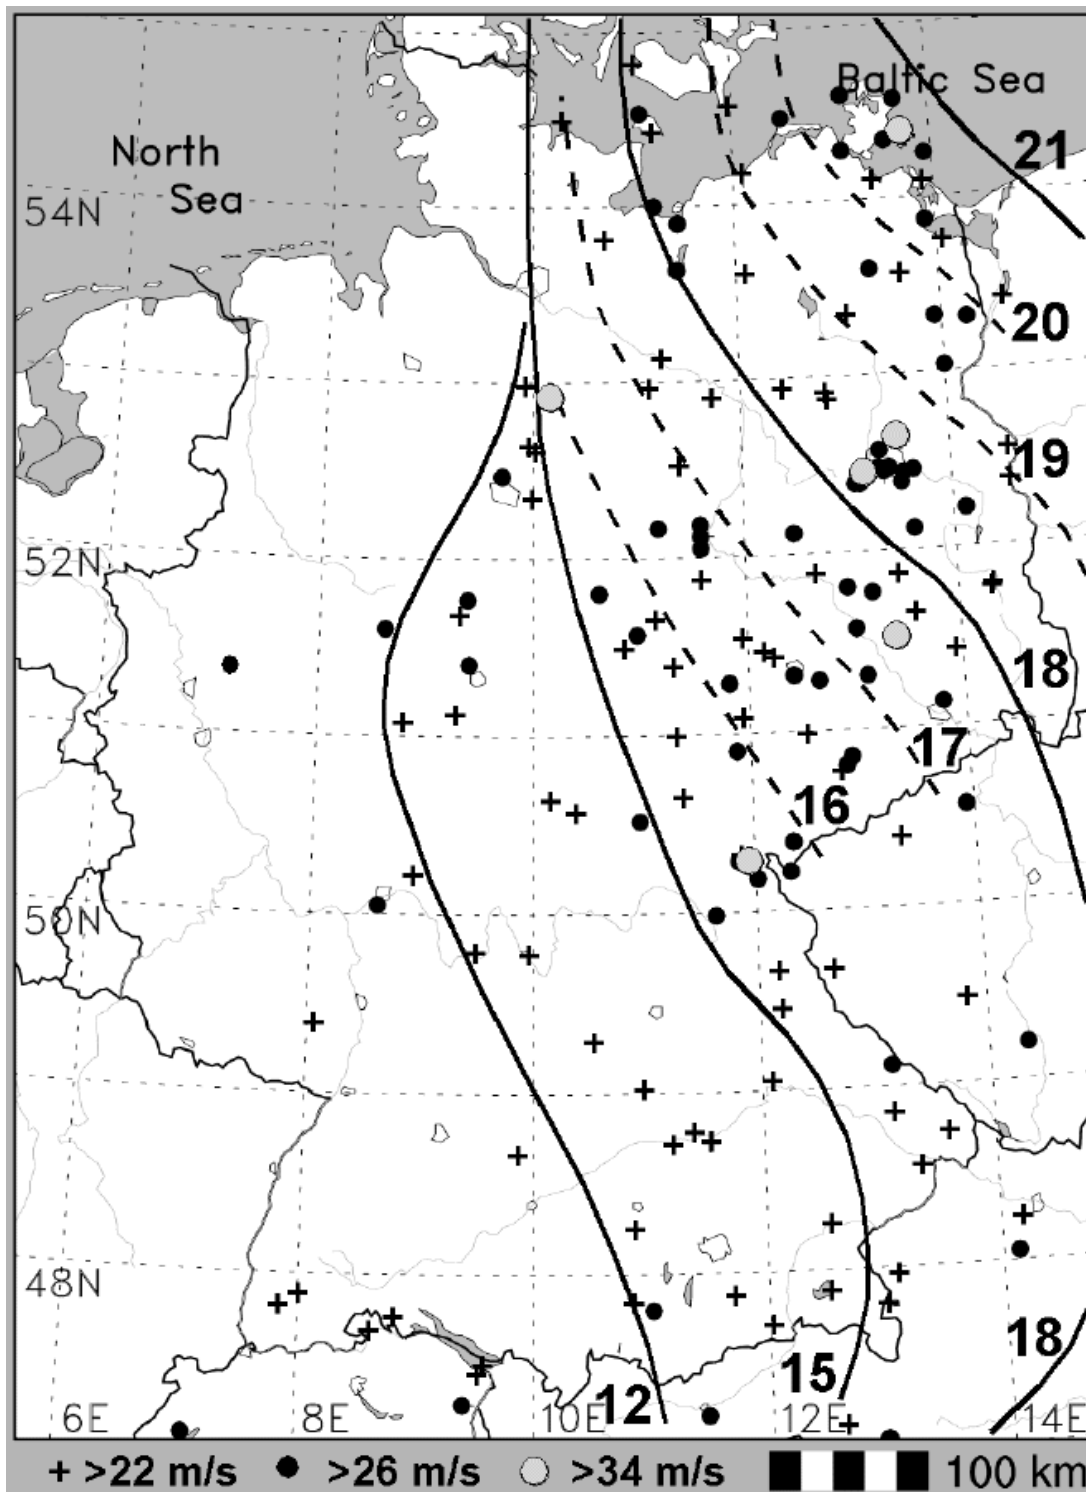 Baltic Sea
North
Sea
21
54N
20
19
52N
18
17
16
50N
48N
18
15
12
6E
8E
10E
12E
14E
+ >22 m/s ● >26 m/s ○ >34 m/s 100 km